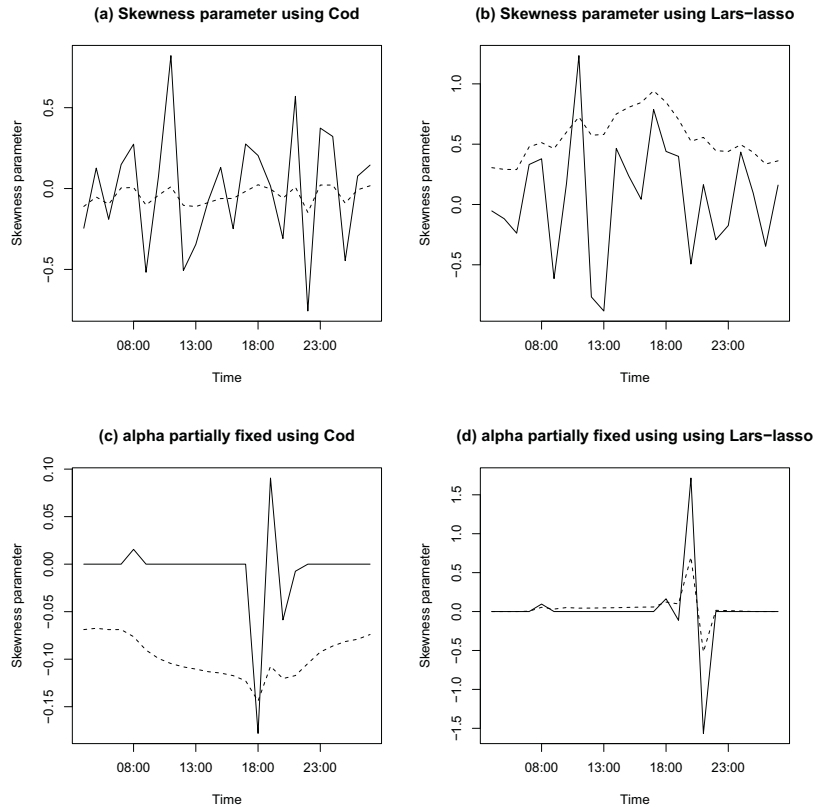 (a) Skewness parameter using Cod
Skewness parameter
0.5
0.0
−0.5
08:00 13:00 18:00 23:00
Time
(b) Skewness parameter using Lars−lasso
Skewness parameter
1.0
0.5
0.0
−0.5
08:00 13:00 18:00 23:00
Time
(c) alpha partially fixed using Cod
Skewness parameter
0.10
0.05
0.00
−0.05
−0.10
−0.15
08:00 13:00 18:00 23:00
Time
(d) alpha partially fixed using using Lars−lasso
Skewness parameter
1.5
1.0
0.5
0.0
−0.5
−1.0
−1.5
08:00 13:00 18:00 23:00
Time